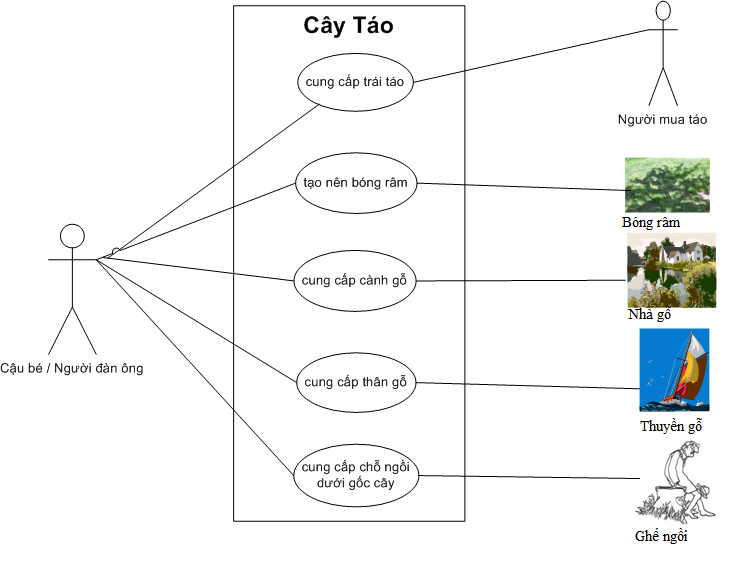 Cây Táo
cung cấp trái táo
Người mua táo
tạo nên bóng râm
Bóng râm
cung cấp cành gỗ
Nhà gỗ
Cậu bé / Người đàn ông
cung cấp thân gỗ
Thuyền gỗ
cung cấp chỗ ngồi
dưới gốc cây
Ghế ngồi